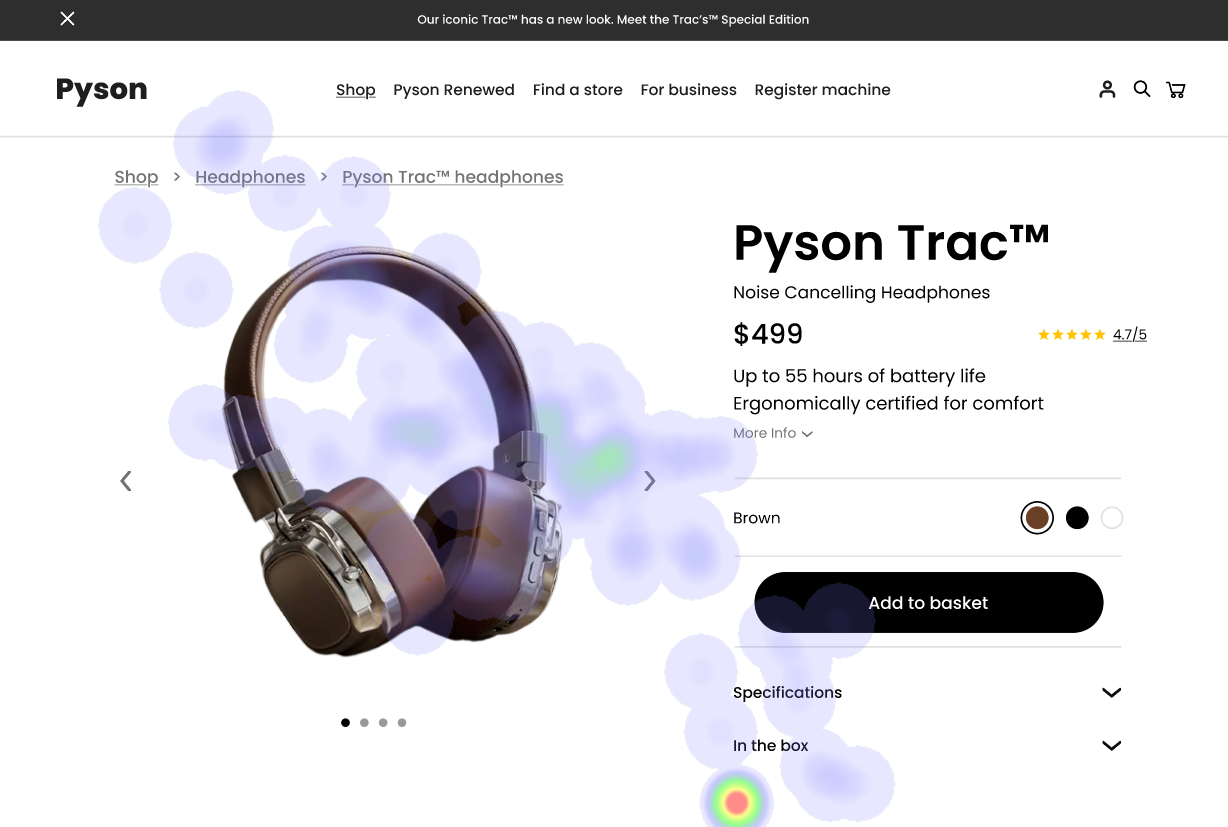 Our iconic Trac™ has a new look. Meet the Trac's™ Special Edition
Pyson
Shop Pyson Renewed Find a store For business Register machine
Shop > Headphones > Pyson Trac™ headphones
Pyson Trac™
Noise Cancelling Headphones
$499
4.7/5
Up to 55 hours of battery life
Ergonomically certified for comfort
More Info
Brown
Add to basket
Specifications
In the box